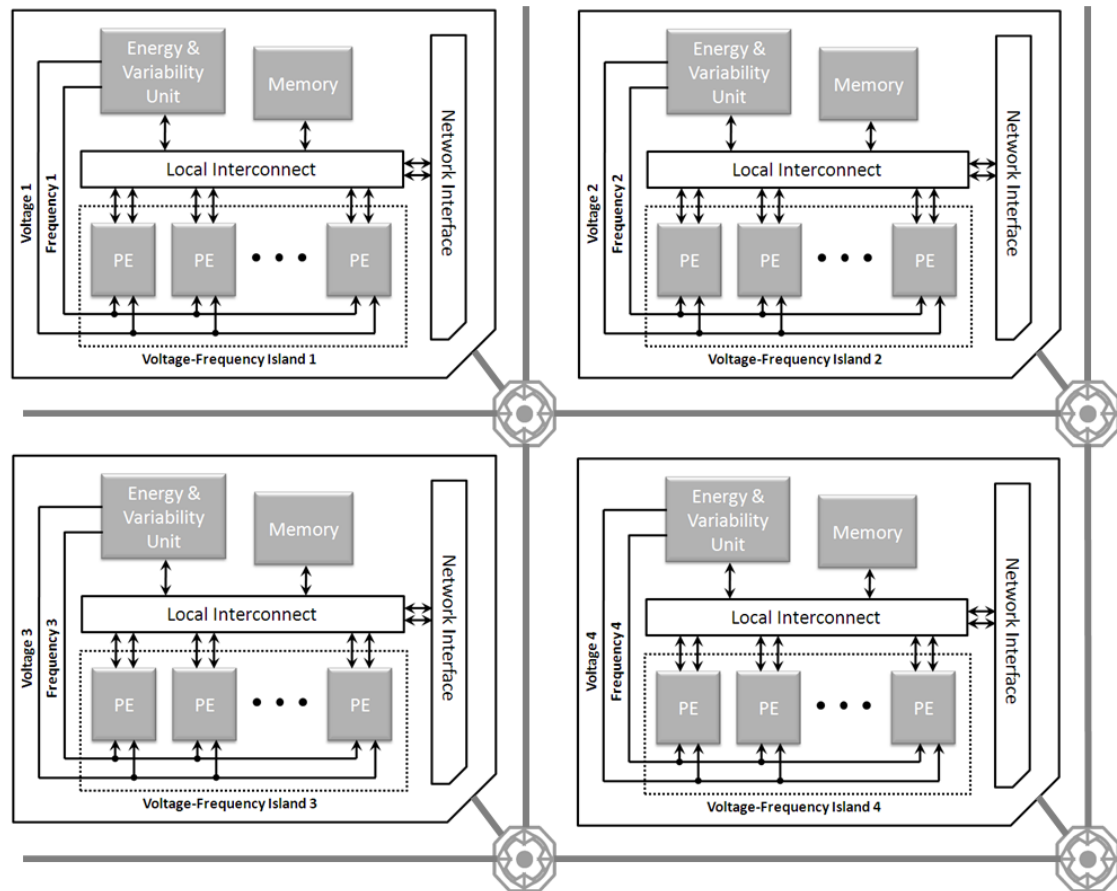 Energy &
Variability
Unit
Memory
Local Interconnect
Network Interface
Voltage 1
Frequency 1
PE
PE
PE
Voltage-Frequency Island 1
Energy &
Variability
Unit
Memory
Local Interconnect
Network Interface
Voltage 2
Frequency 2
PE
PE
PE
Voltage-Frequency Island 2
Energy &
Variability
Unit
Memory
Local Interconnect
Network Interface
Voltage 3
Frequency 3
PE
PE
PE
Voltage-Frequency Island 3
Energy &
Variability
Unit
Memory
Local Interconnect
Network Interface
Voltage 4
Frequency 4
PE
PE
PE
Voltage-Frequency Island 4